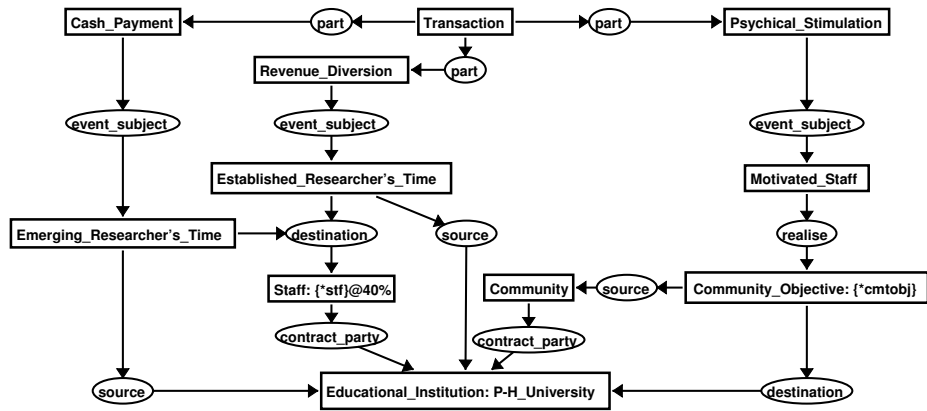 Cash_Payment
part
Transaction
part
Psychical_Stimulation
Revenue_Diversion
part
event_subject
event_subject
event_subject
Established_Researcher's_Time
Motivated_Staff
Emerging_Researcher's_Time
destination
source
realise
Staff: {*stf}@40%
Community
source
Community_Objective: {*cmtobj}
contract_party
contract_party
source
Educational_Institution: P-H_University
destination